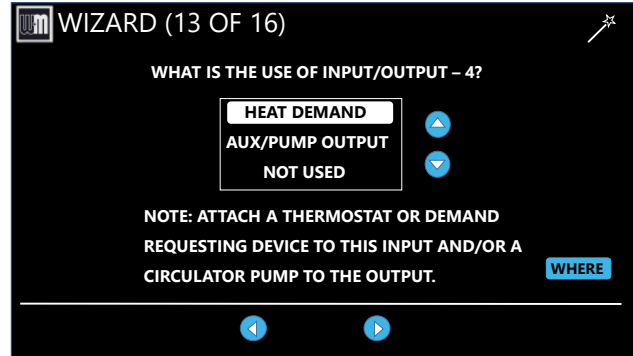 WM WIZARD (13 OF 16)
WHAT IS THE USE OF INPUT/OUTPUT – 4?
HEAT DEMAND
AUX/PUMP OUTPUT
NOT USED
NOTE: ATTACH A THERMOSTAT OR DEMAND
REQUESTING DEVICE TO THIS INPUT AND/OR A
CIRCULATOR PUMP TO THE OUTPUT.
WHERE